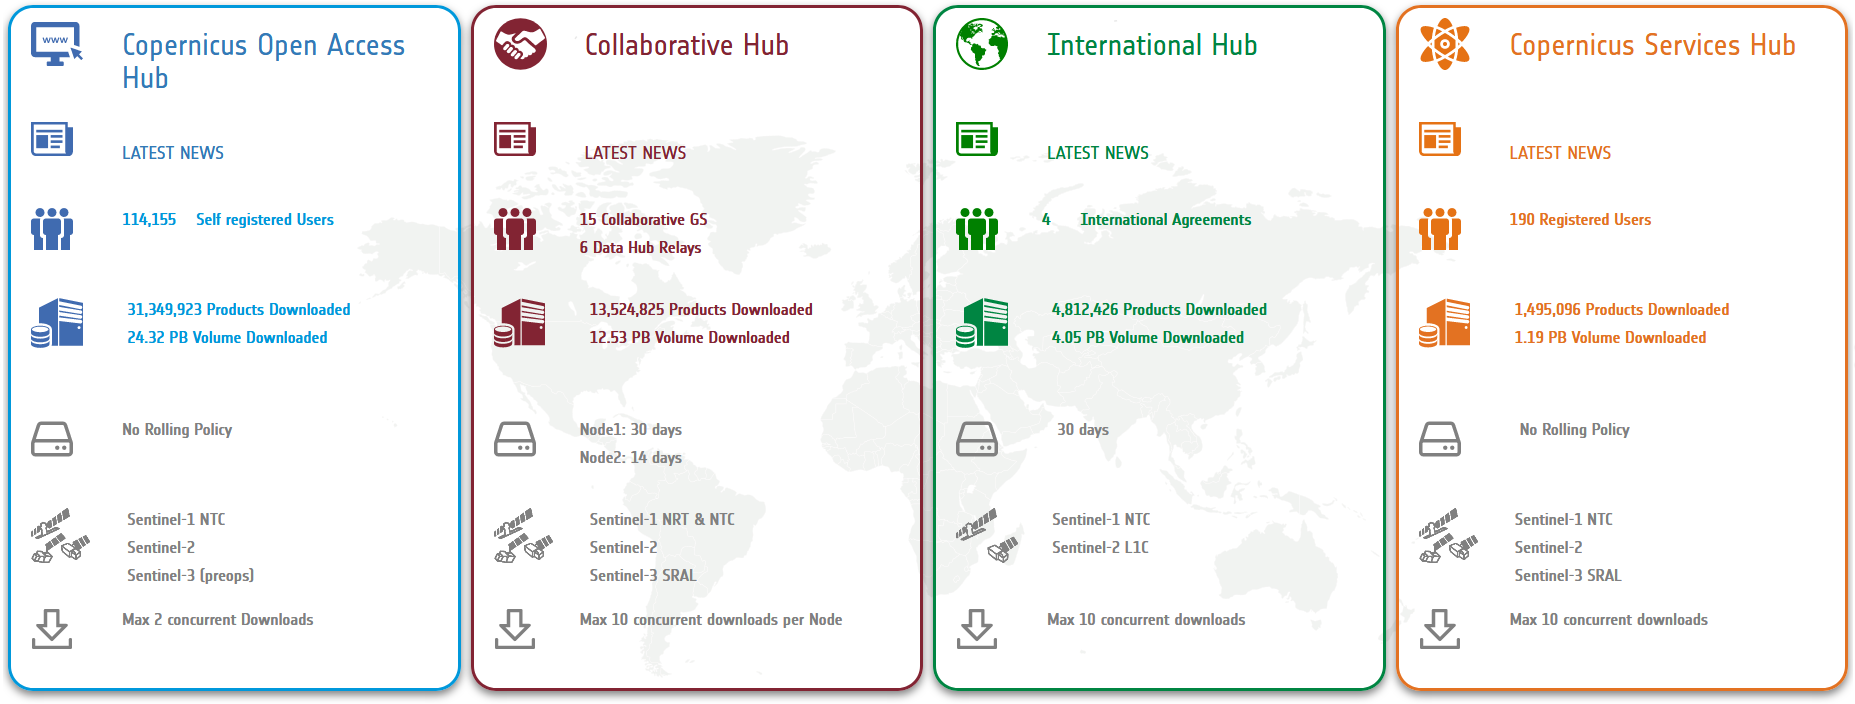 www
Copernicus Open Access
Hub
LATEST NEWS
114,155 Self registered Users
31,349,923 Products Downloaded
24.32 PB Volume Downloaded
No Rolling Policy
Sentinel-1 NTC
Sentinel-2
Sentinel-3 (preops)
Max 2 concurrent Downloads
Collaborative Hub
LATEST NEWS
15 Collaborative GS
6 Data Hub Relays
13,524,825 Products Downloaded
12.53 PB Volume Downloaded
Node1: 30 days
Node2: 14 days
Sentinel-1 NRT & NTC
Sentinel-2
Sentinel-3 SRAL
Max 10 concurrent downloads per Node
International Hub
LATEST NEWS
4 International Agreements
4,812,426 Products Downloaded
4.05 PB Volume Downloaded
30 days
Sentinel-1 NTC
Sentinel-2 L1C
Max 10 concurrent downloads
Copernicus Services Hub
LATEST NEWS
190 Registered Users
1,495,096 Products Downloaded
1.19 PB Volume Downloaded
No Rolling Policy
Sentinel-1 NTC
Sentinel-2
Sentinel-3 SRAL
Max 10 concurrent downloads